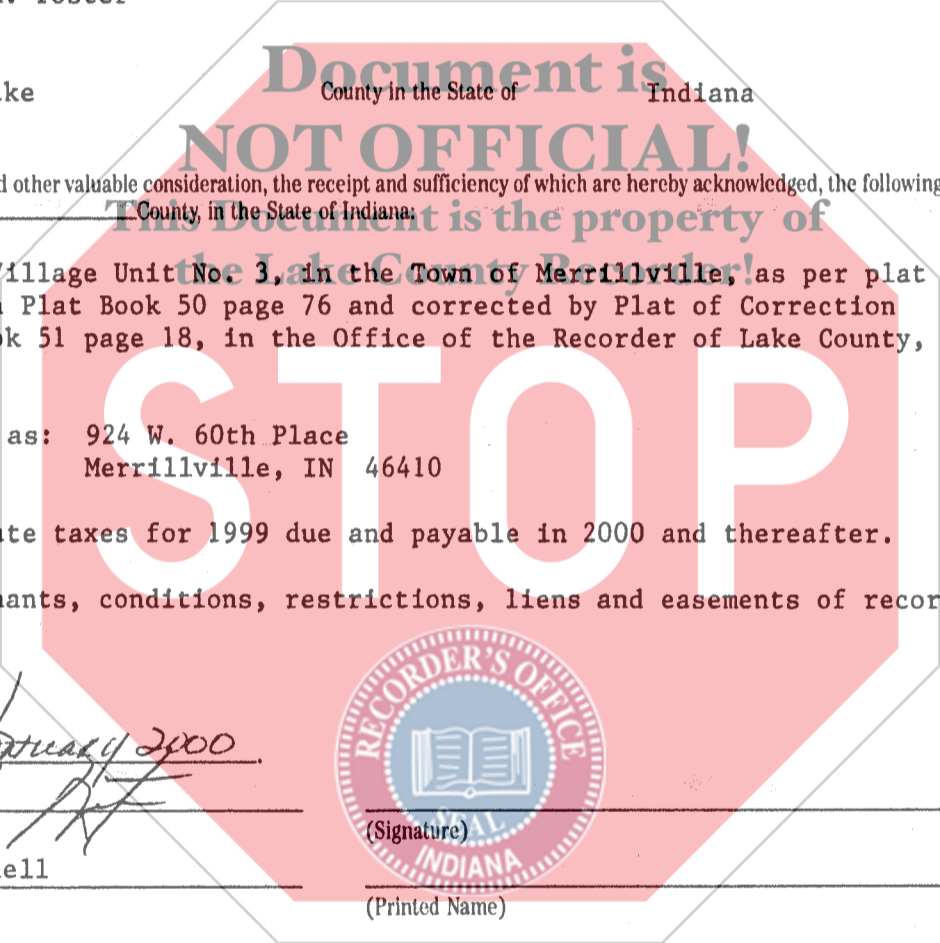 Document is
ke County in the State of Indiana
NOT OFFICIAL!
d other valuable consideration, the receipt and sufficiency of which are hereby acknowledged, the following
County, in the State of Indiana:
This Document is the property of
the Lake County Recorder!
Village Unit No. 3, in the Town of Merrillville, as per plat
Plat Book 50 page 76 and corrected by Plat of Correction
k 51 page 18, in the Office of the Recorder of Lake County,
STOP
as: 924 W. 60th Place
Merrillville, IN 46410
te taxes for 1999 due and payable in 2000 and thereafter.
ants, conditions, restrictions, liens and easements of recor
RECORDER'S OFFICE
2000
SEAL
(Signature)
INDIANA
ell
(Printed Name)